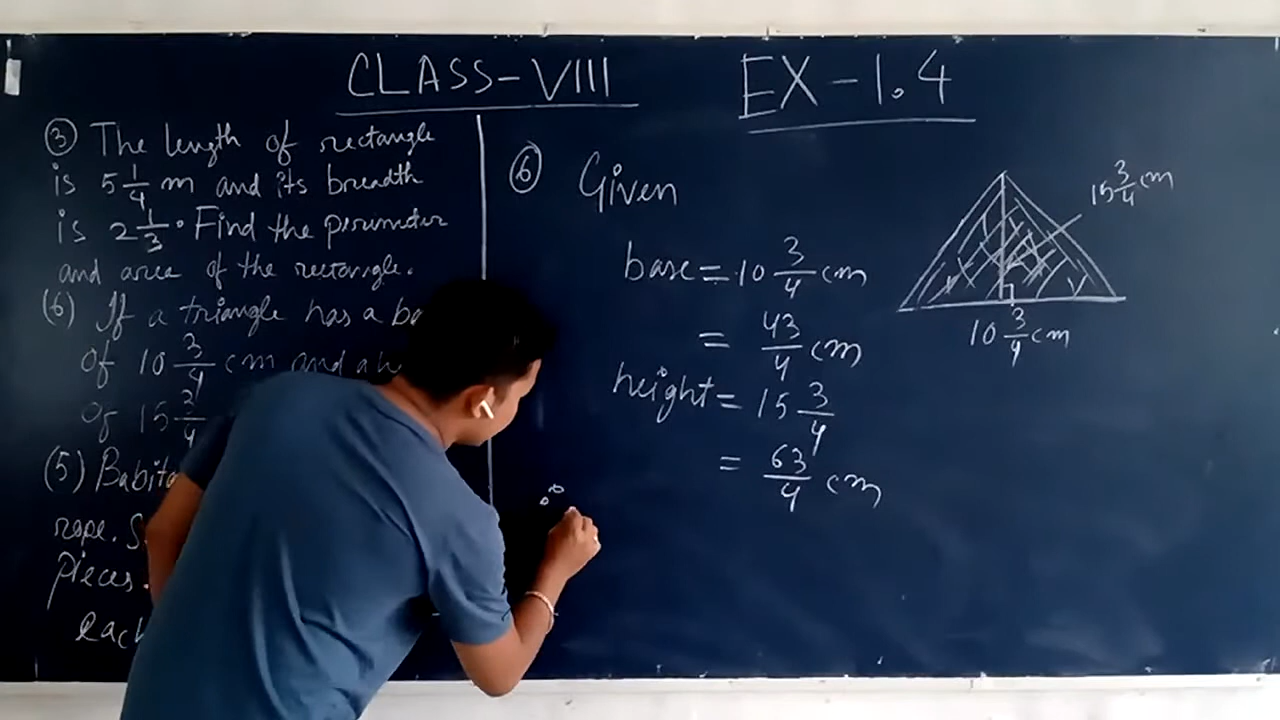 CLASS-VIII
EX-1.4
③ The length of rectangle
is 5 1/4 m and its breadth
is 2 1/3. Find the perimeter
and area of the rectangle.
(6) If a triangle has a
of 10 3/4 cm and a
of 15 3/4
(5) Babita
rope.
pieces.
each
⑥ Given
base = 10 3/4 cm
= 43/4 cm
height = 15 3/4
= 63/4 cm
∴
15 3/4 cm
10 3/4 cm